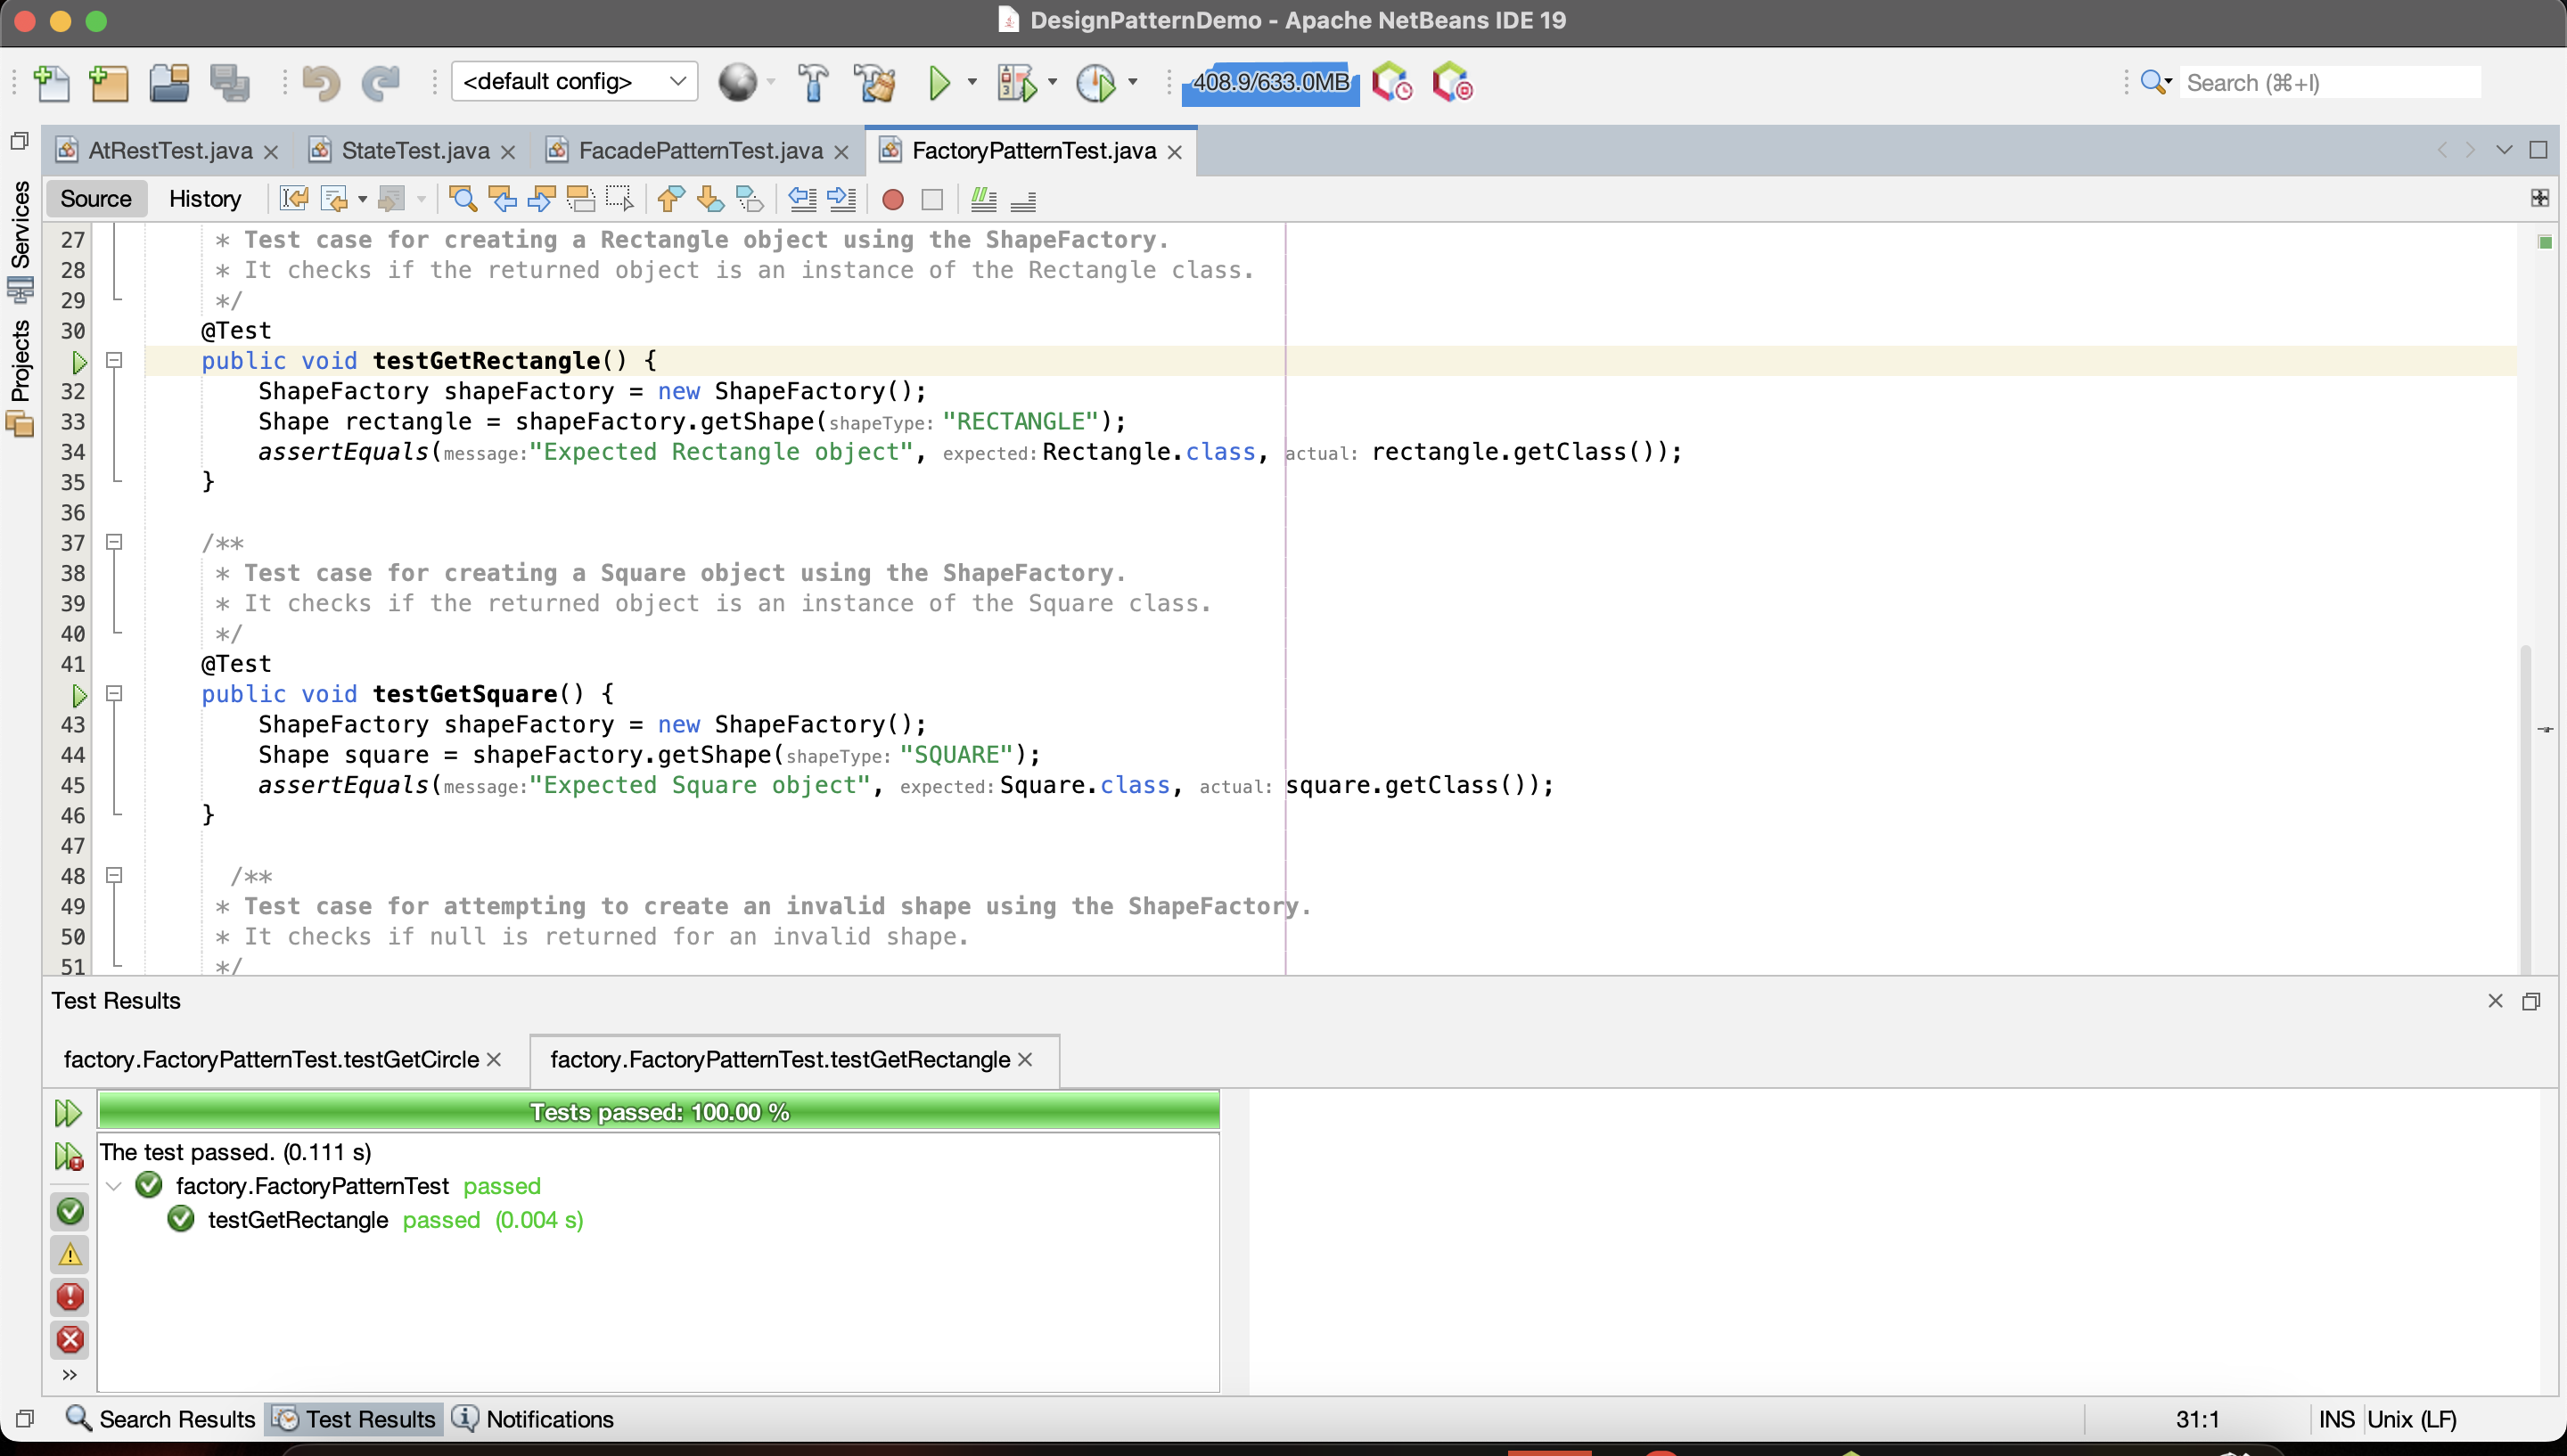 DesignPatternDemo - Apache NetBeans IDE 19
<default config>
408.9/633.0MB
Search (⌘+I)
AtRestTest.java
StateTest.java
FacadePatternTest.java
FactoryPatternTest.java
Services
Projects
Source
History
27 * Test case for creating a Rectangle object using the ShapeFactory.
28 * It checks if the returned object is an instance of the Rectangle class.
29 */
30 @Test
public void testGetRectangle() {
32 ShapeFactory shapeFactory = new ShapeFactory();
33 Shape rectangle = shapeFactory.getShape(shapeType: "RECTANGLE");
34 assertEquals(message:"Expected Rectangle object", expected:Rectangle.class, actual: rectangle.getClass());
35 }
36
37 /**
38 * Test case for creating a Square object using the ShapeFactory.
39 * It checks if the returned object is an instance of the Square class.
40 */
41 @Test
public void testGetSquare() {
43 ShapeFactory shapeFactory = new ShapeFactory();
44 Shape square = shapeFactory.getShape(shapeType: "SQUARE");
45 assertEquals(message:"Expected Square object", expected:Square.class, actual: square.getClass());
46 }
47
48 /**
49 * Test case for attempting to create an invalid shape using the ShapeFactory.
50 * It checks if null is returned for an invalid shape.
51 */
Test Results
factory.FactoryPatternTest.testGetCircle
factory.FactoryPatternTest.testGetRectangle
Tests passed: 100.00 %
The test passed. (0.111 s)
factory.FactoryPatternTest passed
testGetRectangle passed (0.004 s)
Search Results
Test Results
Notifications
31:1
INS
Unix (LF)